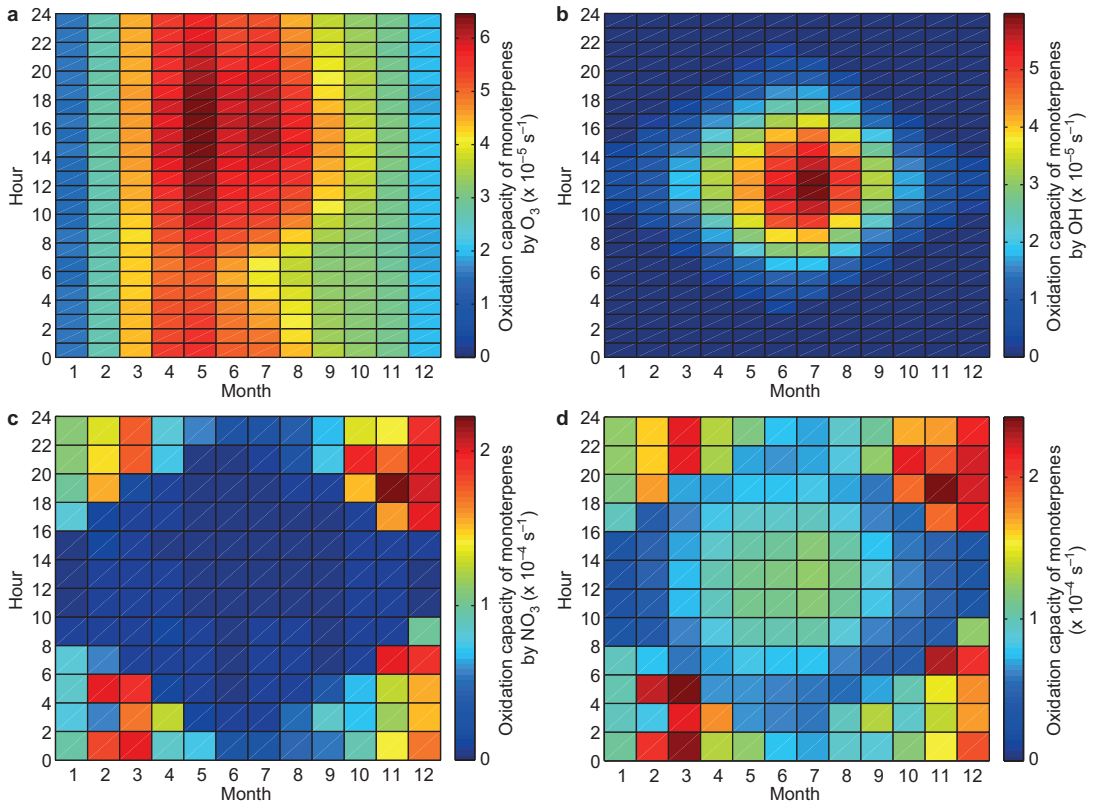 a
24
22
20
18
16
14
12
10
8
6
4
2
0
Hour
1 2 3 4 5 6 7 8 9 10 11 12
Month
6
5
4
3
2
1
0
Oxidation capacity of monoterpenes
by O₃ (x 10⁻⁵ s⁻¹)
b
24
22
20
18
16
14
12
10
8
6
4
2
0
Hour
1 2 3 4 5 6 7 8 9 10 11 12
Month
5
4
3
2
1
0
Oxidation capacity of monoterpenes
by OH (x 10⁻⁵ s⁻¹)
c
24
22
20
18
16
14
12
10
8
6
4
2
0
Hour
1 2 3 4 5 6 7 8 9 10 11 12
Month
2
1
0
Oxidation capacity of monoterpenes
by NO₃ (x 10⁻⁴ s⁻¹)
d
24
22
20
18
16
14
12
10
8
6
4
2
0
Hour
1 2 3 4 5 6 7 8 9 10 11 12
Month
2
1
0
Oxidation capacity of monoterpenes
(x 10⁻⁴ s⁻¹)